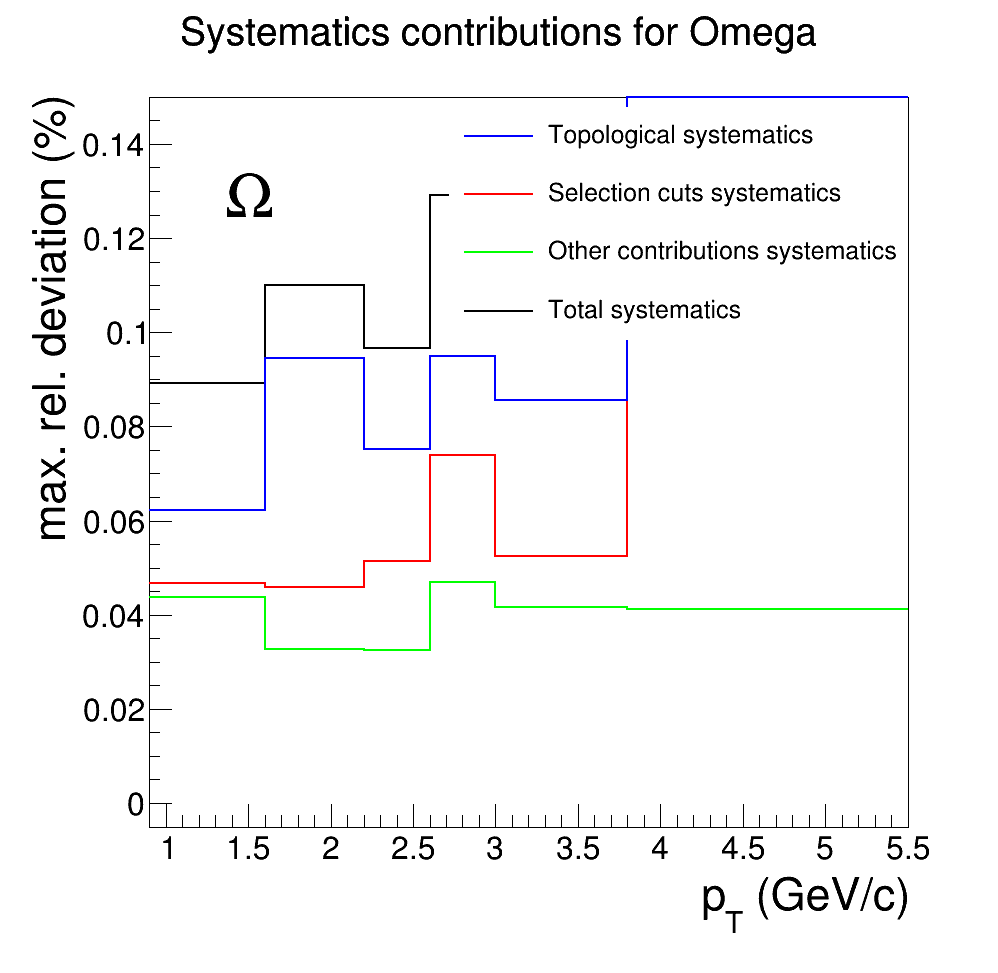 Systematics contributions for Omega
max. rel. deviation (%)
0.14
0.12
0.1
0.08
0.06
0.04
0.02
0
Ω
Topological systematics
Selection cuts systematics
Other contributions systematics
Total systematics
1 1.5 2 2.5 3 3.5 4 4.5 5 5.5
p_T (GeV/c)